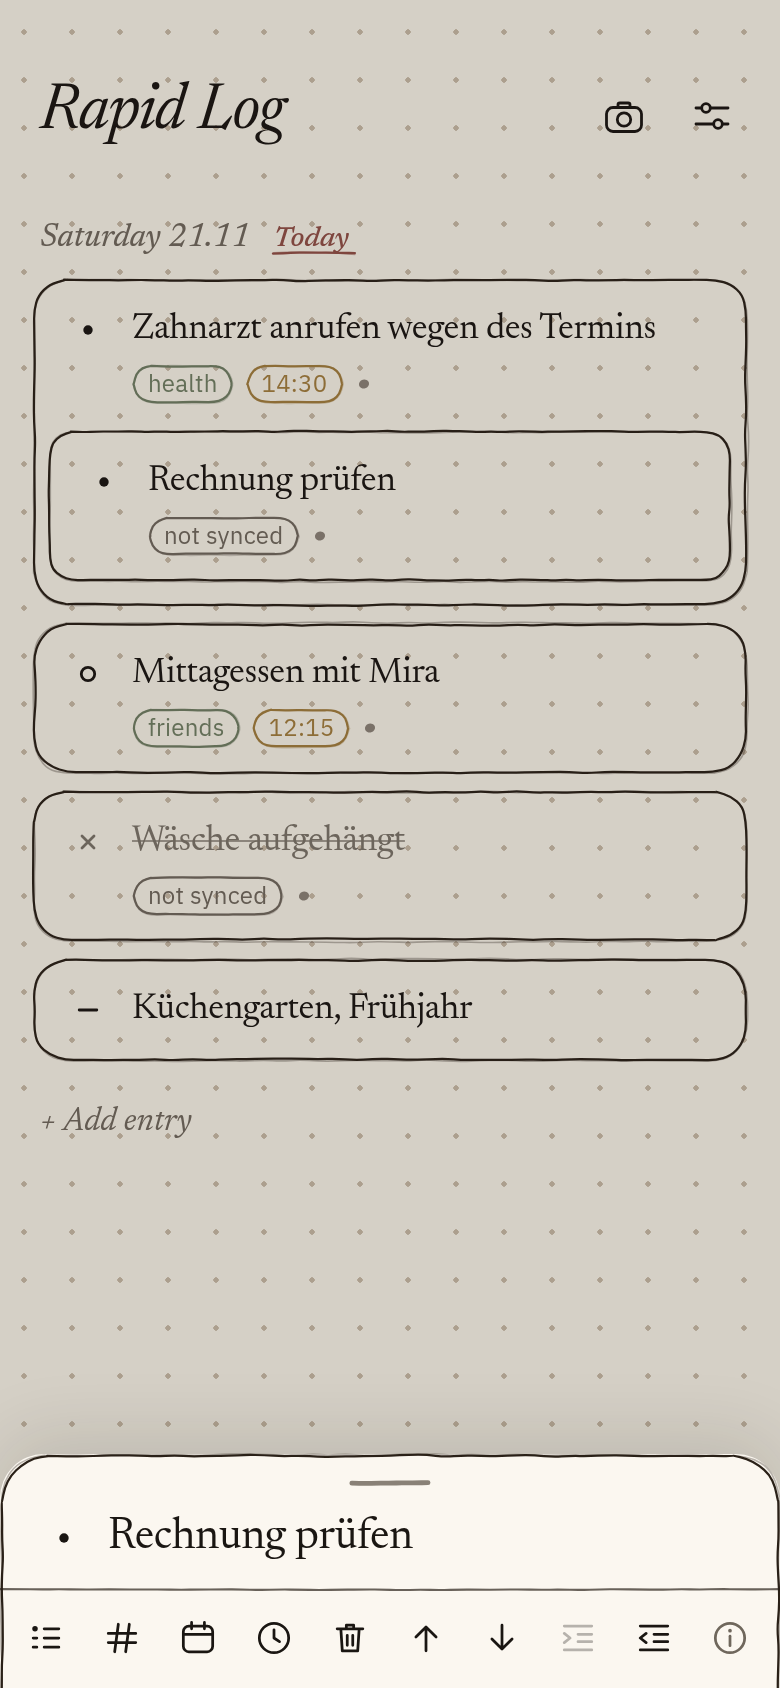 Rapid Log
Saturday 21.11 Today
• Zahnarzt anrufen wegen des Termins
health 14:30
• Rechnung prüfen
not synced
Mittagessen mit Mira
friends 12:15
× Wäsche aufgehängt
not synced
– Küchengarten, Frühjahr
+ Add entry
• Rechnung prüfen